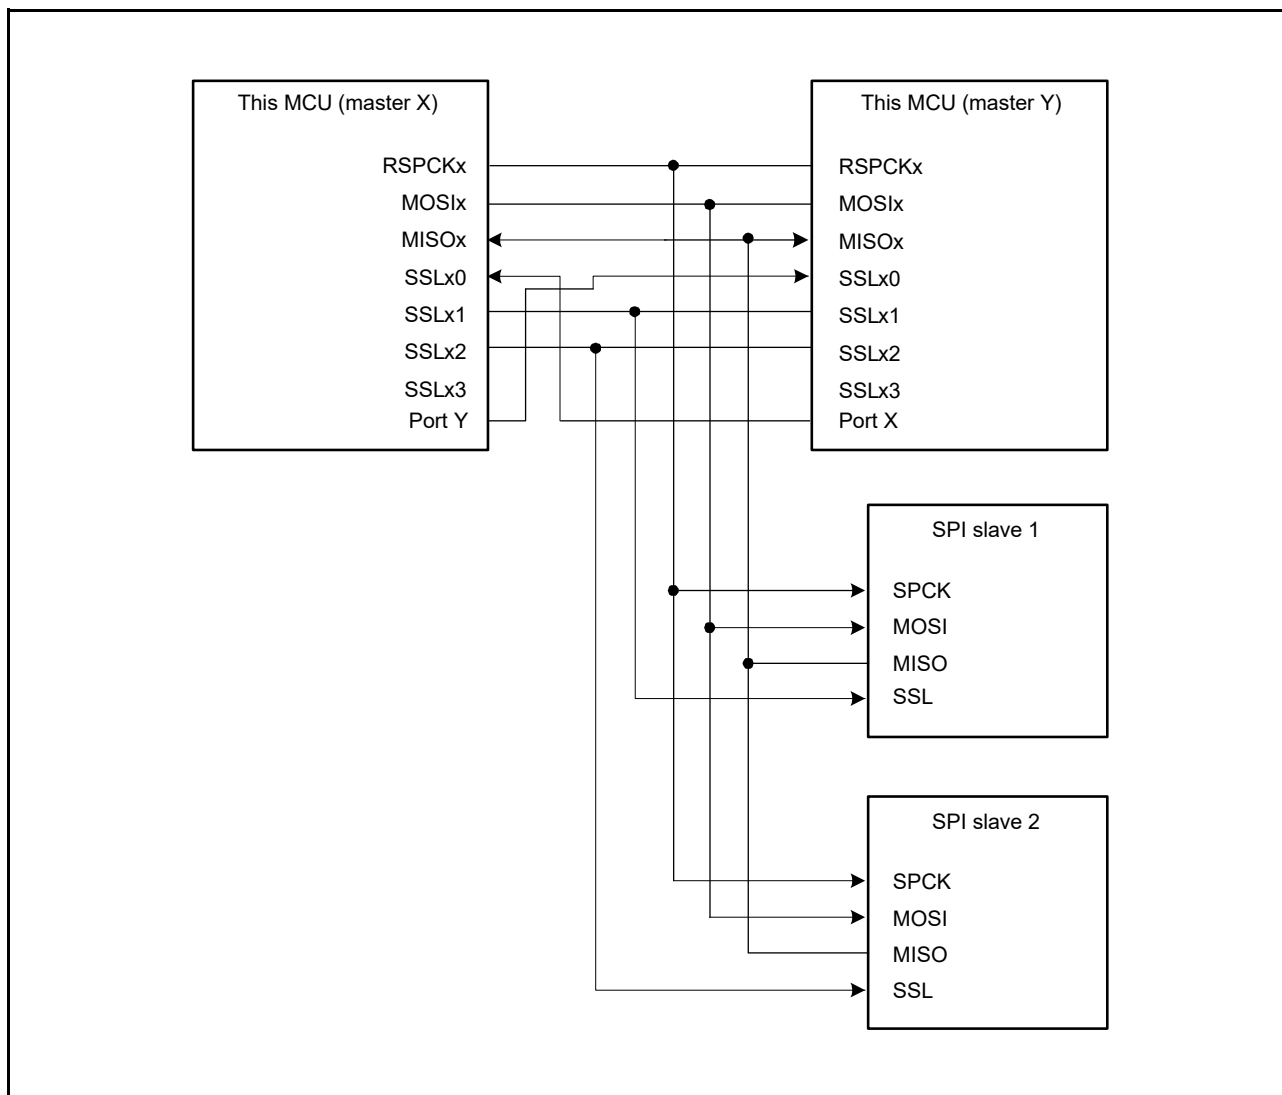 This MCU (master X)
RSPCKx
MOSIx
MISOx
SSLx0
SSLx1
SSLx2
SSLx3
Port Y
This MCU (master Y)
RSPCKx
MOSIx
MISOx
SSLx0
SSLx1
SSLx2
SSLx3
Port X
SPI slave 1
SPCK
MOSI
MISO
SSL
SPI slave 2
SPCK
MOSI
MISO
SSL